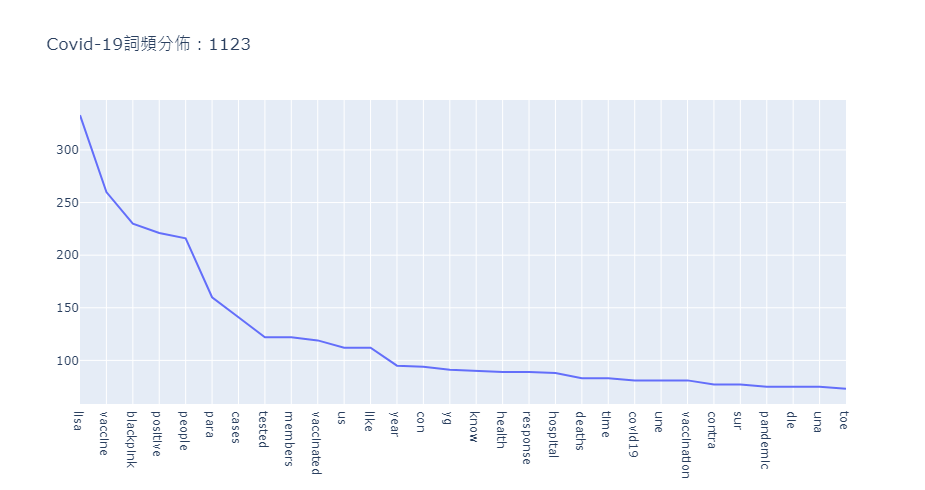 Covid-19詞頻分佈：1123
300
250
200
150
100
lisa
vaccine
blackpink
positive
people
para
cases
tested
members
vaccinated
us
like
year
con
yg
know
health
response
hospital
deaths
time
covid19
une
vaccination
contra
sur
pandemic
die
una
toe